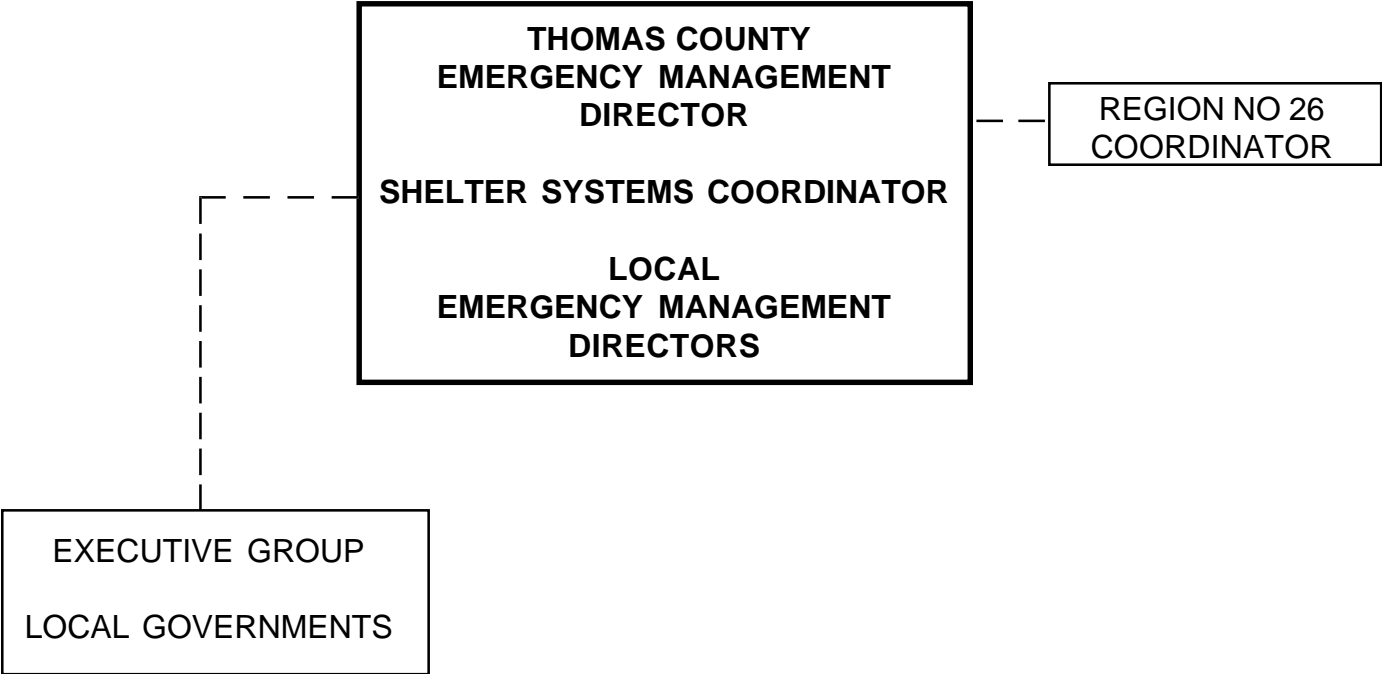 THOMAS COUNTY
EMERGENCY MANAGEMENT
DIRECTOR
SHELTER SYSTEMS COORDINATOR
LOCAL
EMERGENCY MANAGEMENT
DIRECTORS
REGION NO 26
COORDINATOR
EXECUTIVE GROUP
LOCAL GOVERNMENTS